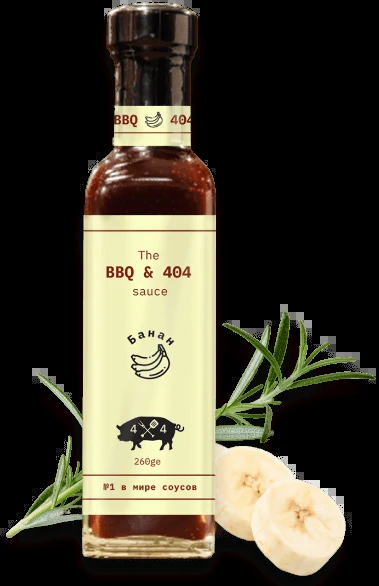 BBQ 404
The
BBQ & 404
sauce
Банан
4 4
260ge
№1 в мире соусов